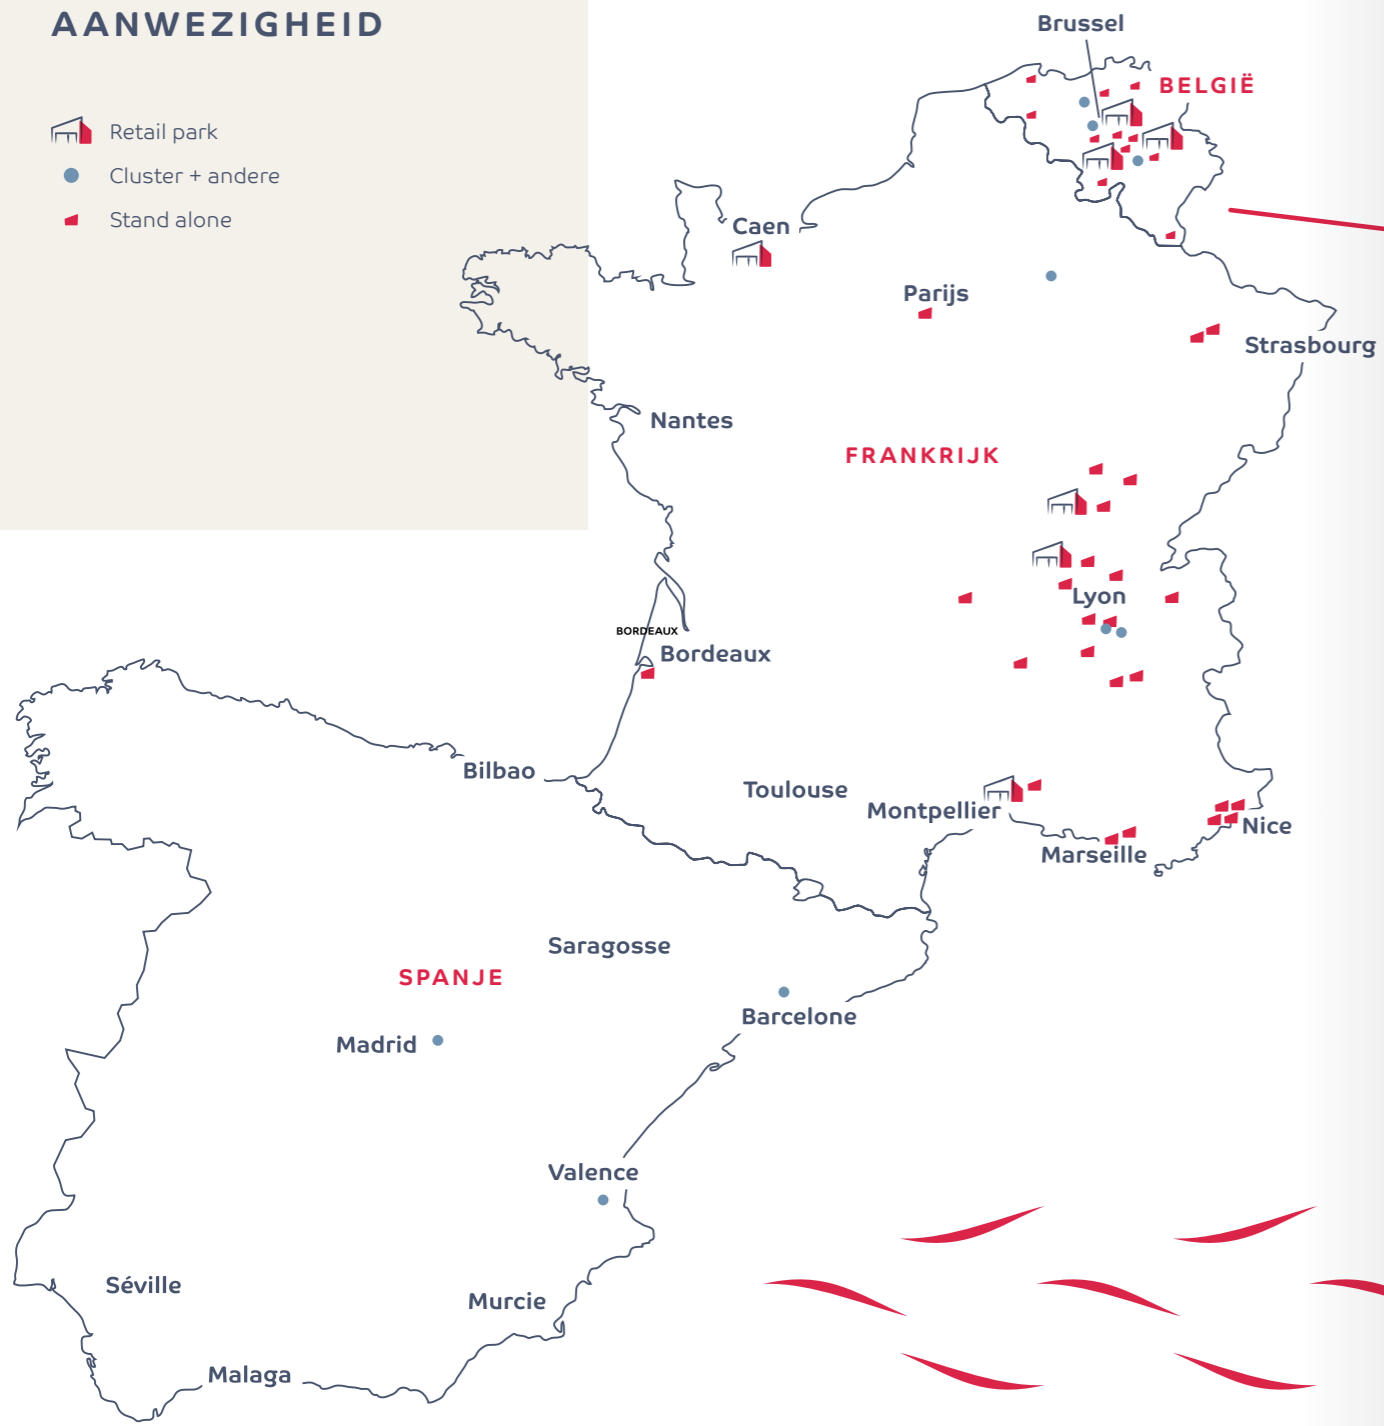 AANWEZIGHEID
Retail park
Cluster + andere
Stand alone
Brussel
BELGIË
Caen
Parijs
Strasbourg
Nantes
FRANKRIJK
Lyon
BORDEAUX
Bordeaux
Bilbao
Toulouse
Montpellier
Nice
Marseille
Saragosse
SPANJE
Barcelone
Madrid
Valence
Séville
Murcie
Malaga